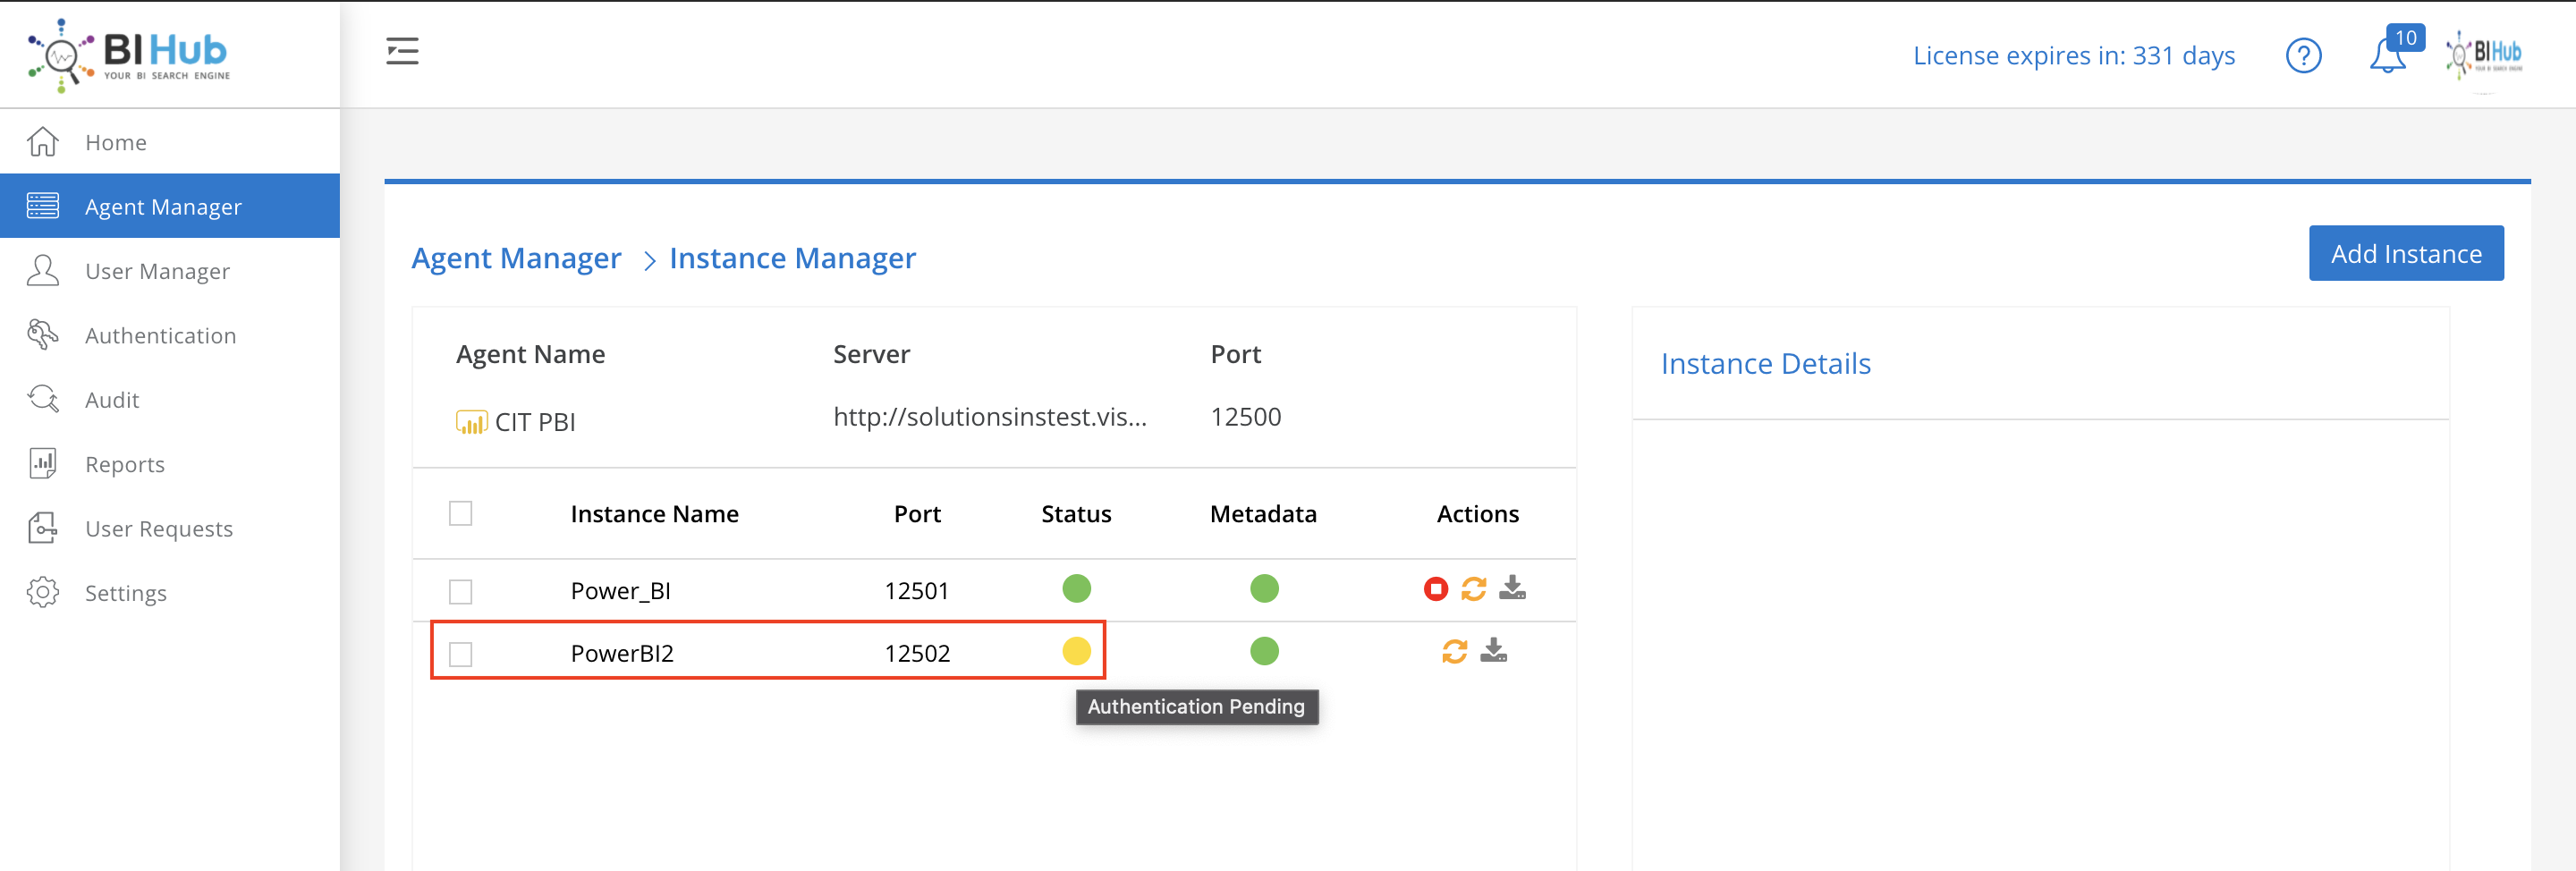 BI Hub
YOUR BI SEARCH ENGINE
License expires in: 331 days
?
10
BI Hub
Home
Agent Manager
User Manager
Authentication
Audit
Reports
User Requests
Settings
Agent Manager > Instance Manager
Add Instance
Agent Name Server Port
CIT PBI http://solutionsinstest.vis... 12500
Instance Name Port Status Metadata Actions
Power_BI 12501
PowerBI2 12502
Authentication Pending
Instance Details